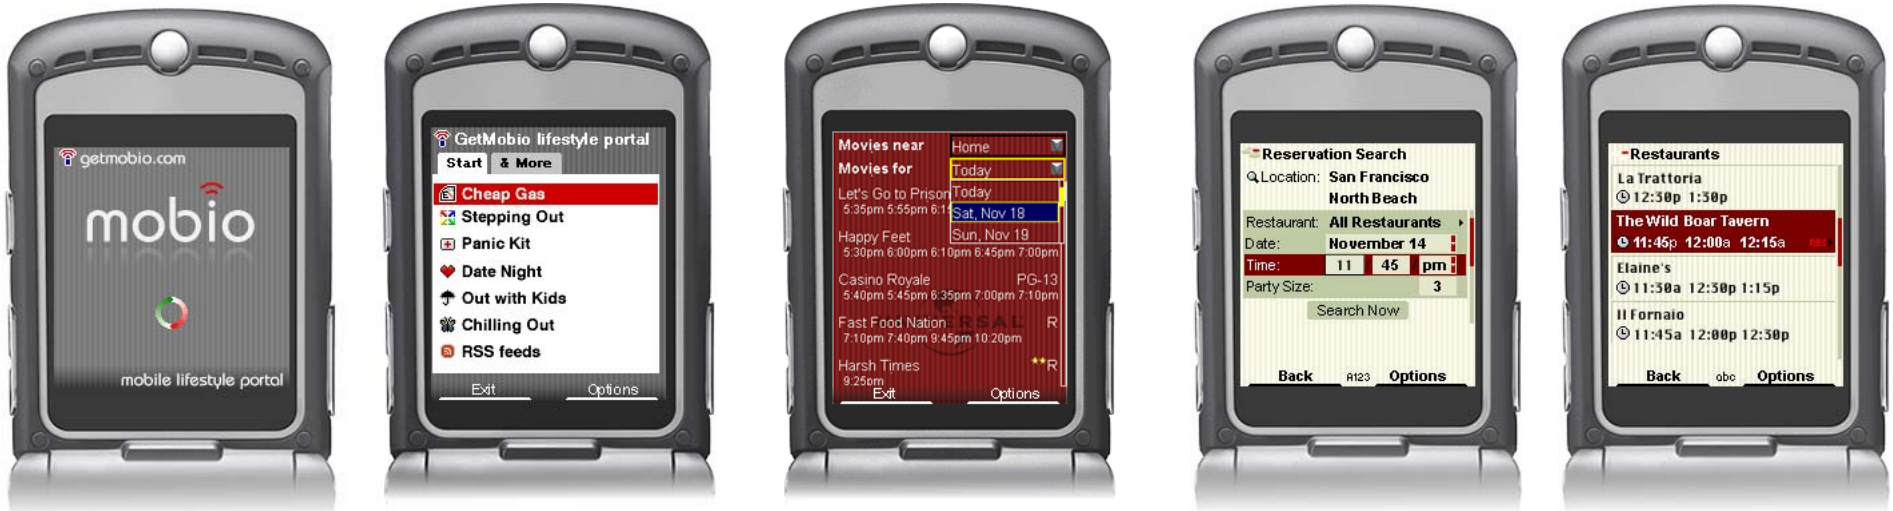 getmobio.com
mobio
mobile lifestyle portal
GetMobio lifestyle portal
Start & More
Cheap Gas
Stepping Out
Panic Kit
Date Night
Out with Kids
Chilling Out
RSS feeds
Exit Options
Movies near Home
Movies for Today
Let's Go to Prison Today
5:35pm 5:55pm 6:15 Sat, Nov 18
Happy Feet Sun, Nov 19
5:30pm 6:00pm 6:10pm 6:45pm 7:00pm
Casino Royale PG-13
5:40pm 5:45pm 6:35pm 7:00pm 7:10pm
Fast Food Nation R
7:10pm 7:40pm 9:45pm 10:20pm
Harsh Times **R
9:25pm
Exit Options
Reservation Search
Location: San Francisco
North Beach
Restaurant: All Restaurants
Date: November 14
Time: 11 45 pm
Party Size: 3
Search Now
Back A123 Options
Restaurants
La Trattoria
12:30p 1:30p
The Wild Boar Tavern
11:45p 12:00a 12:15a
Elaine's
11:30a 12:30p 1:15p
Il Fornaio
11:45a 12:00p 12:30p
Back abc Options